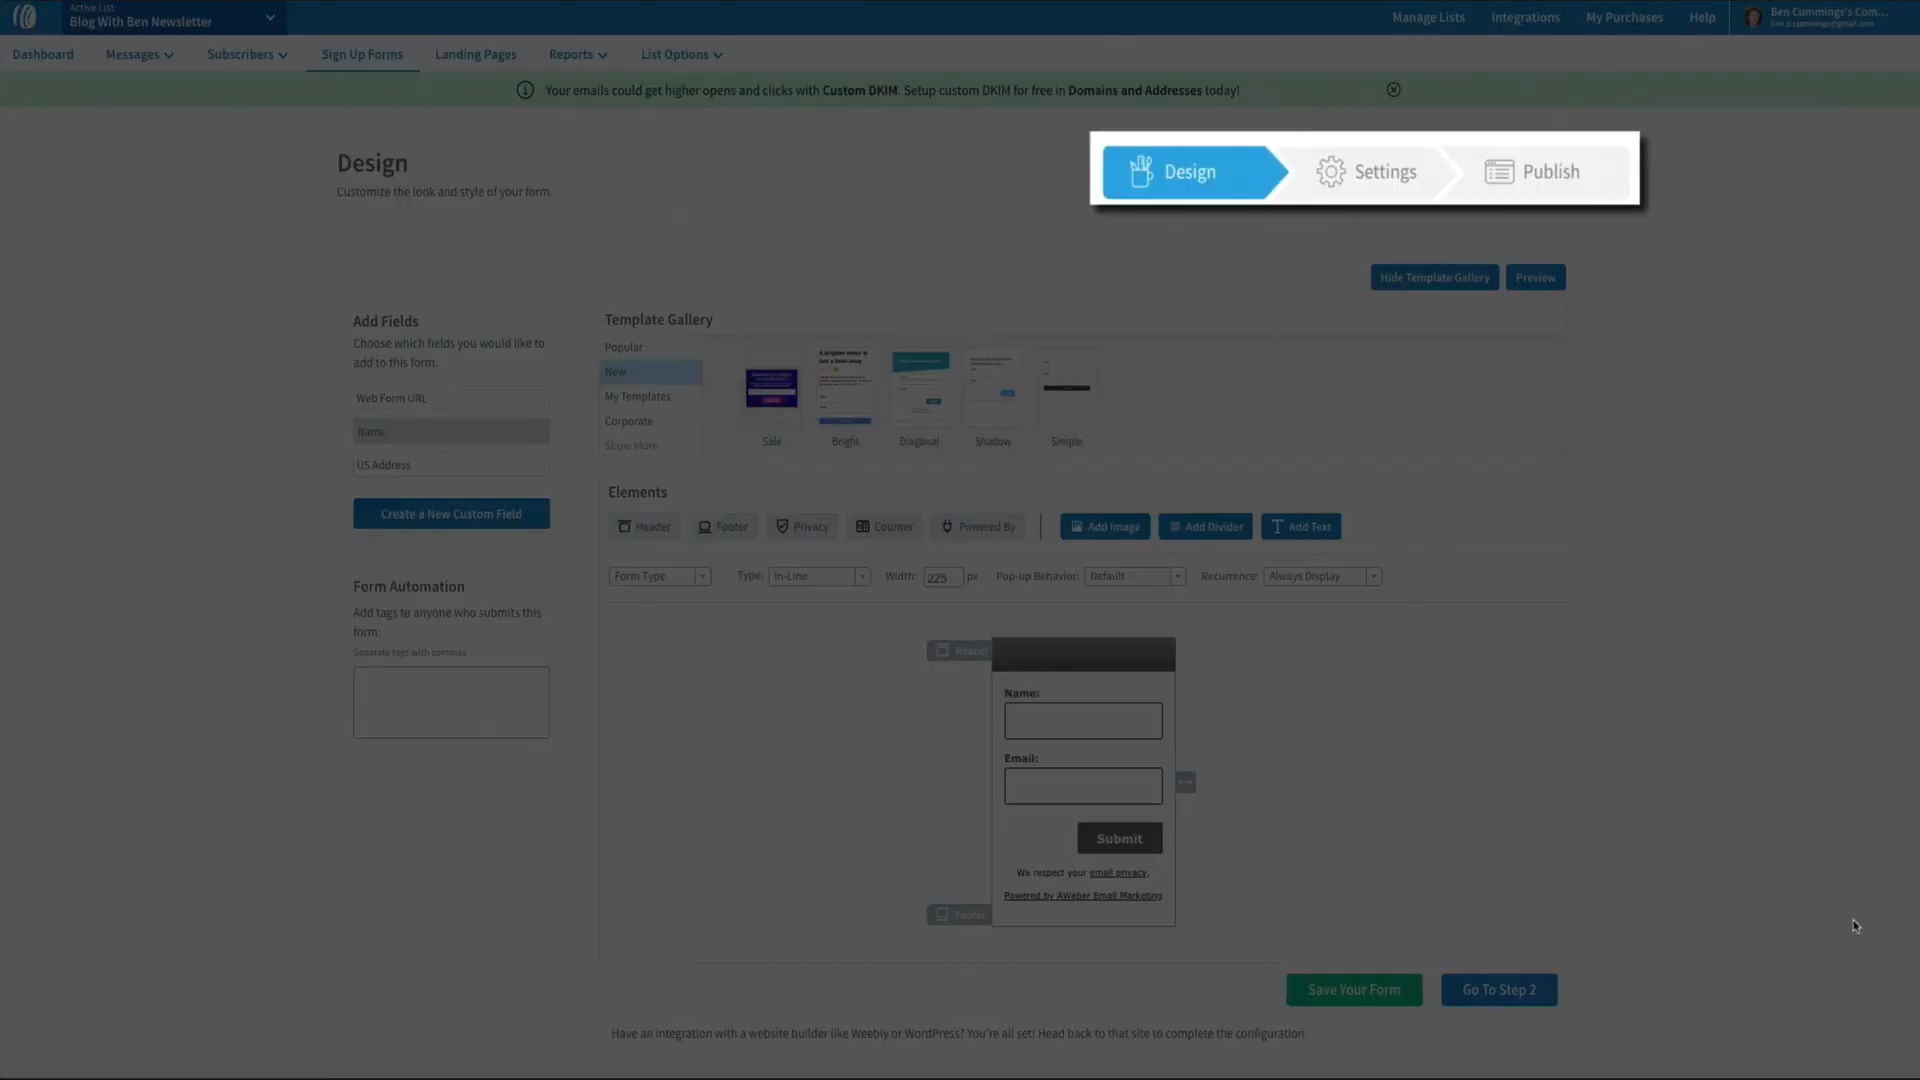 Active List:
Blog With Ben Newsletter
Manage Lists
Integrations
My Purchases
Help
Ben Cummings's Com...
Dashboard
Messages
Subscribers
Sign Up Forms
Landing Pages
Reports
List Options
Your emails could get higher opens and clicks with Custom DKIM. Setup custom DKIM for free in Domains and Addresses today!
Design
Customize the look and style of your form.
Design
Settings
Publish
Hide Template Gallery
Preview
Add Fields
Choose which fields you would like to
add to this form.
Web Form URL
Name
US Address
Create a New Custom Field
Form Automation
Add tags to anyone who submits this
form:
Separate tags with commas
Template Gallery
Popular
New
My Templates
Corporate
Show More
Sale
Bright
Diagonal
Shadow
Simple
Elements
Header
Footer
Privacy
Counter
Powered By
Add Image
Add Divider
Add Text
Form Type
Type: In-Line
Width: 225 px
Pop-up Behavior: Default
Recurrence: Always Display
Header
Name:
Email:
Submit
We respect your email privacy.
Powered by AWeber Email Marketing
Footer
Save Your Form
Go To Step 2
Have an integration with a website builder like Weebly or WordPress? You're all set! Head back to that site to complete the configuration.